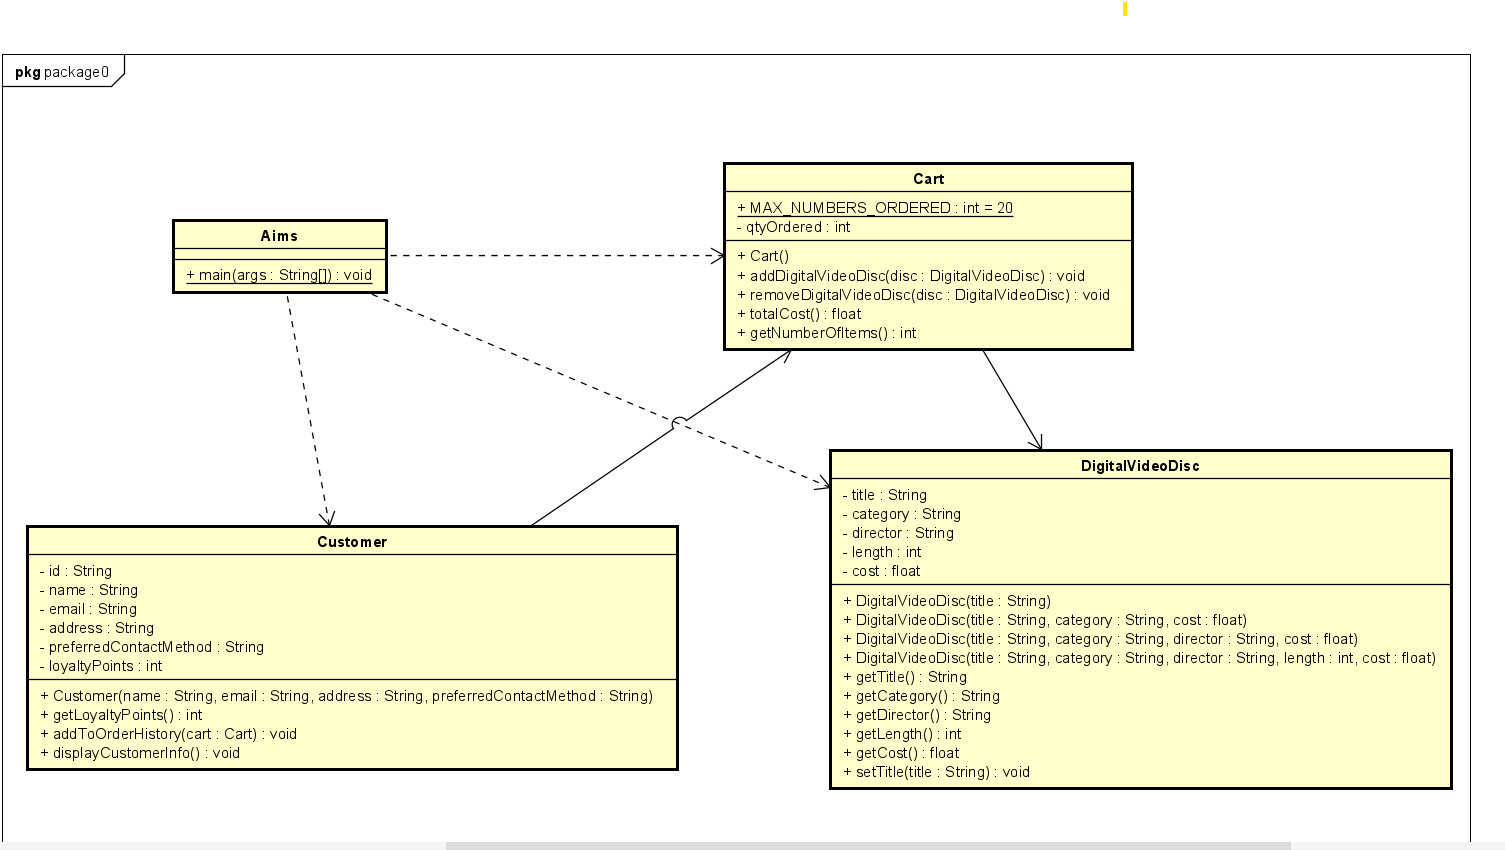 pkg package0
Aims
+ main(args : String[]) : void
Cart
+ MAX_NUMBERS_ORDERED : int = 20
- qtyOrdered : int
+ Cart()
+ addDigitalVideoDisc(disc : DigitalVideoDisc) : void
+ removeDigitalVideoDisc(disc : DigitalVideoDisc) : void
+ totalCost() : float
+ getNumberOfItems() : int
Customer
- id : String
- name : String
- email : String
- address : String
- preferredContactMethod : String
- loyaltyPoints : int
+ Customer(name : String, email : String, address : String, preferredContactMethod : String)
+ getLoyaltyPoints() : int
+ addToOrderHistory(cart : Cart) : void
+ displayCustomerInfo() : void
DigitalVideoDisc
- title : String
- category : String
- director : String
- length : int
- cost : float
+ DigitalVideoDisc(title : String)
+ DigitalVideoDisc(title : String, category : String, cost : float)
+ DigitalVideoDisc(title : String, category : String, director : String, cost : float)
+ DigitalVideoDisc(title : String, category : String, director : String, length : int, cost : float)
+ getTitle() : String
+ getCategory() : String
+ getDirector() : String
+ getLength() : int
+ getCost() : float
+ setTitle(title : String) : void